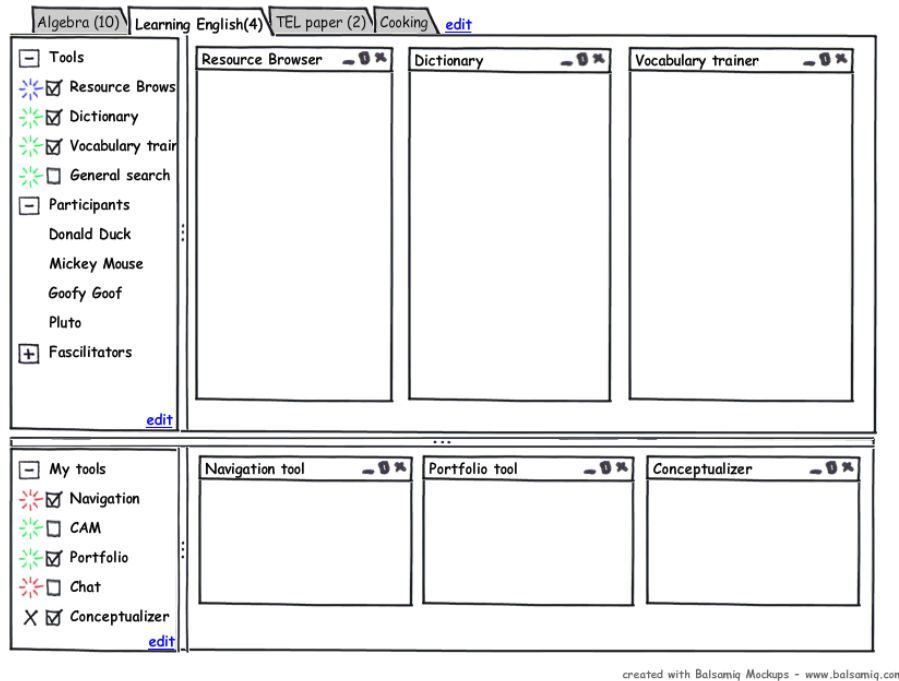 Algebra (10) Learning English(4) TEL paper (2) Cooking edit
Tools
Resource Brows
Dictionary
Vocabulary train
General search
Participants
Donald Duck
Mickey Mouse
Goofy Goof
Pluto
Fascilitators
edit
Resource Browser
Dictionary
Vocabulary trainer
My tools
Navigation
CAM
Portfolio
Chat
Conceptualizer
edit
Navigation tool
Portfolio tool
Conceptualizer
created with Balsamiq Mockups - www.balsamiq.com